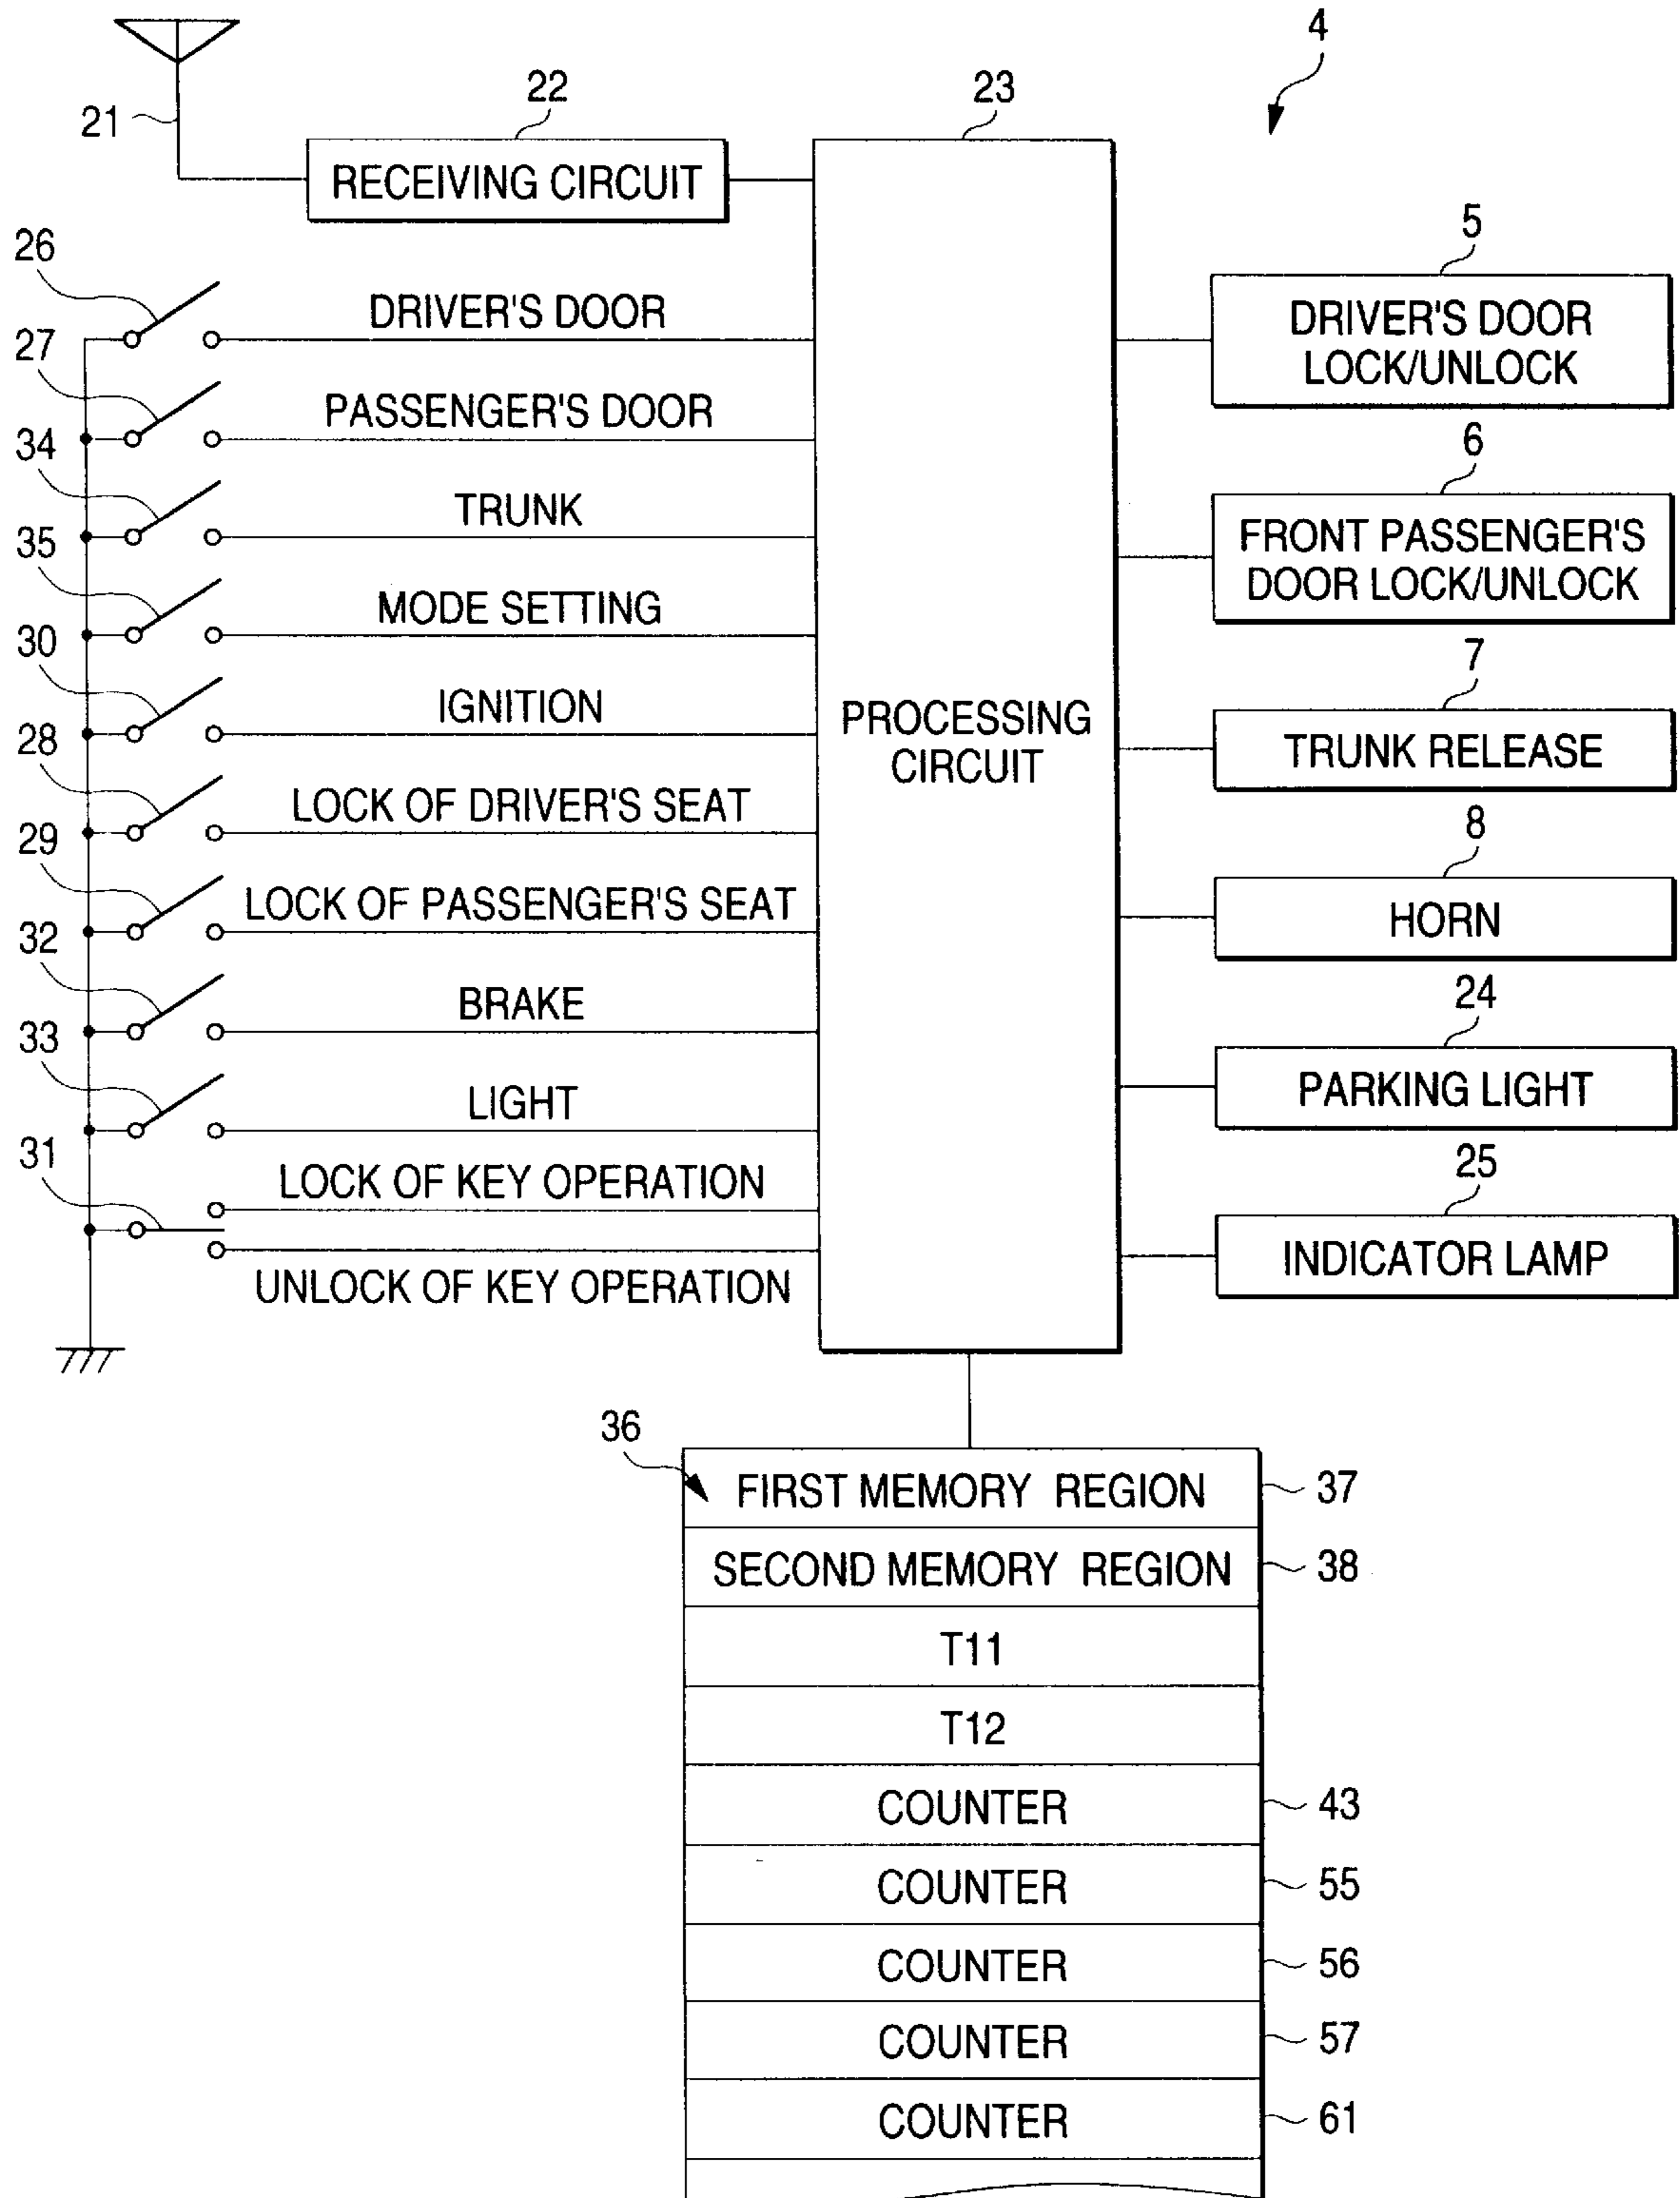 4
21
22
RECEIVING CIRCUIT
23
PROCESSING
CIRCUIT
26
DRIVER'S DOOR
27
PASSENGER'S DOOR
34
TRUNK
35
MODE SETTING
30
IGNITION
28
LOCK OF DRIVER'S SEAT
29
LOCK OF PASSENGER'S SEAT
32
BRAKE
33
LIGHT
31
LOCK OF KEY OPERATION
UNLOCK OF KEY OPERATION
5
DRIVER'S DOOR
LOCK/UNLOCK
6
FRONT PASSENGER'S
DOOR LOCK/UNLOCK
7
TRUNK RELEASE
8
HORN
24
PARKING LIGHT
25
INDICATOR LAMP
36
FIRST MEMORY REGION 37
SECOND MEMORY REGION 38
T11
T12
COUNTER 43
COUNTER 55
COUNTER 56
COUNTER 57
COUNTER 61